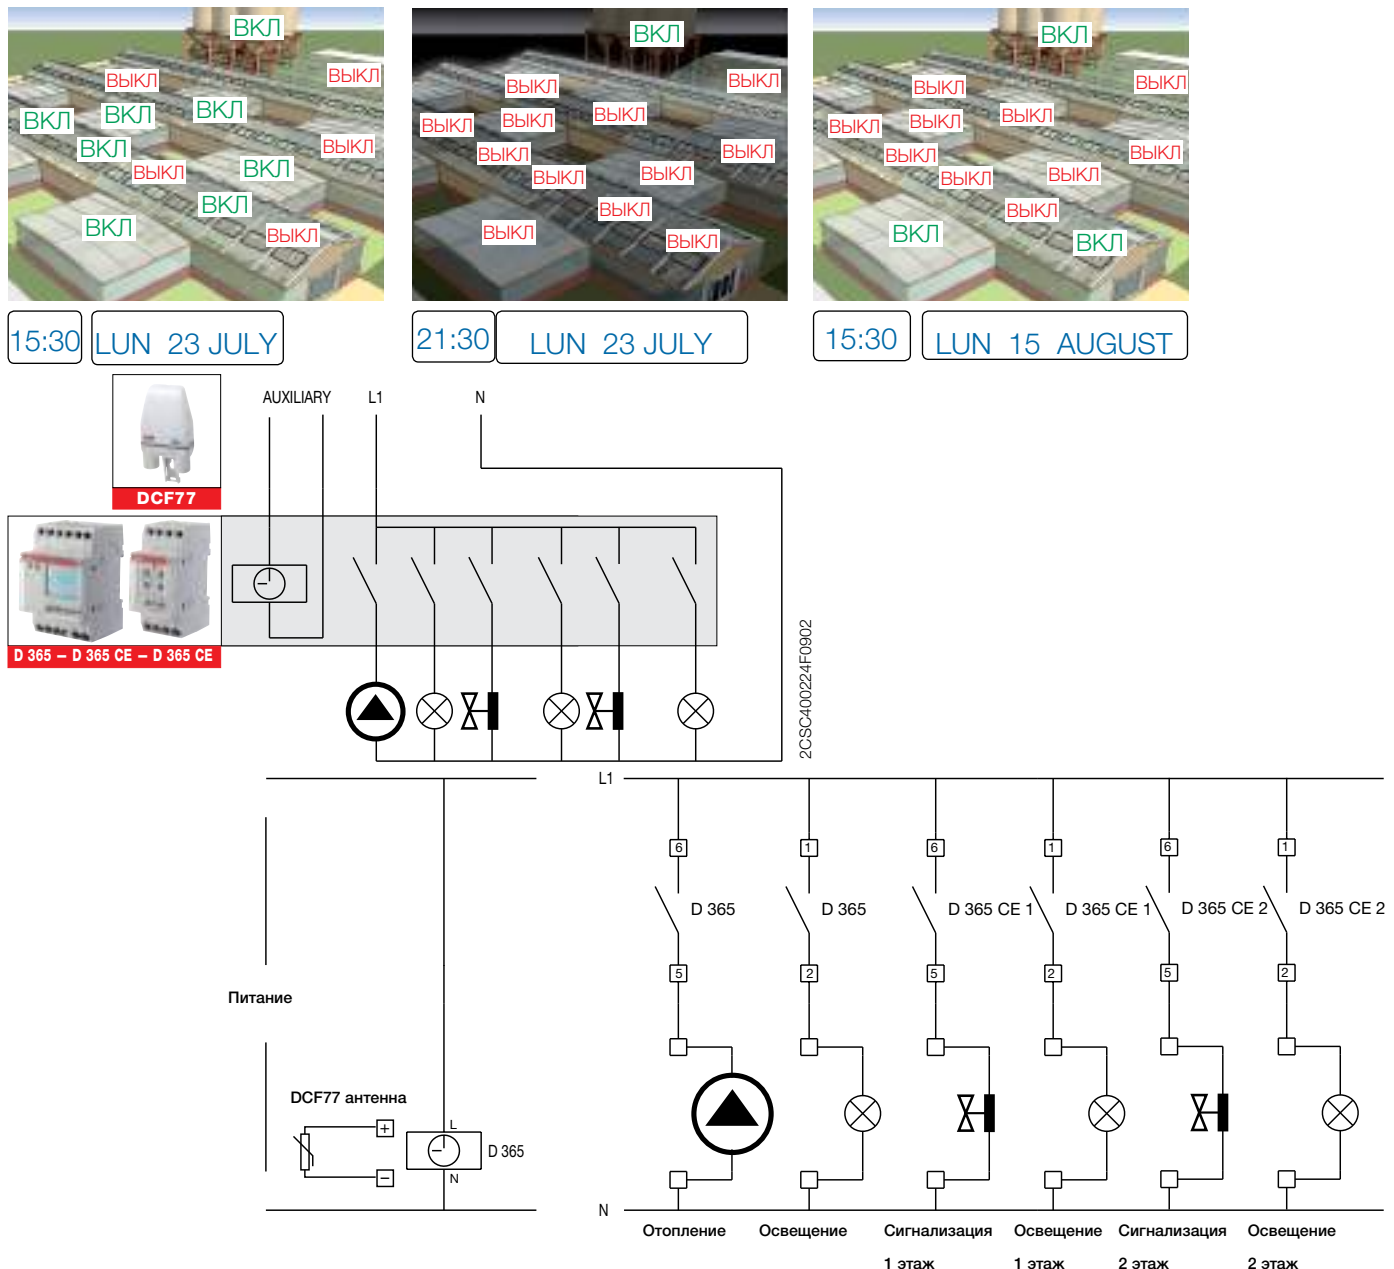 ВКЛ
ВЫКЛ
ВЫКЛ
ВКЛ
ВКЛ
ВКЛ
ВКЛ
ВЫКЛ
ВЫКЛ
ВКЛ
ВКЛ
ВКЛ
ВЫКЛ
ВКЛ
ВЫКЛ
ВЫКЛ
ВЫКЛ
ВЫКЛ
ВЫКЛ
ВЫКЛ
ВЫКЛ
ВЫКЛ
ВЫКЛ
ВЫКЛ
ВЫКЛ
ВЫКЛ
ВКЛ
ВЫКЛ
ВЫКЛ
ВЫКЛ
ВЫКЛ
ВЫКЛ
ВЫКЛ
ВЫКЛ
ВЫКЛ
ВЫКЛ
ВЫКЛ
ВКЛ
ВКЛ
15:30 LUN 23 JULY
21:30 LUN 23 JULY
15:30 LUN 15 AUGUST
AUXILIARY L1 N
DCF77
D 365 – D 365 CE – D 365 CE
2CSC400224F0902
L1
6 1 6 1 6 1
D 365 D 365 D 365 CE 1 D 365 CE 1 D 365 CE 2 D 365 CE 2
5 2 5 2 5 2
Питание
DCF77 антенна
+
L
D 365
–
N
N
Отопление Освещение Сигнализация Освещение Сигнализация Освещение
1 этаж 1 этаж 2 этаж 2 этаж